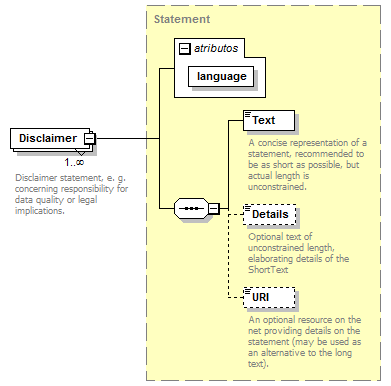 Statement
atributos
language
Disclaimer
1..∞
Disclaimer statement, e. g.
concerning responsibility for
data quality or legal
implications.
Text
A concise representation of a
statement, recommended to
be as short as possible, but
actual length is
unconstrained.
Details
Optional text of
unconstrained length,
elaborating details of the
ShortText
URI
An optional resource on the
net providing details on the
statement (may be used as
an alternative to the long
text).